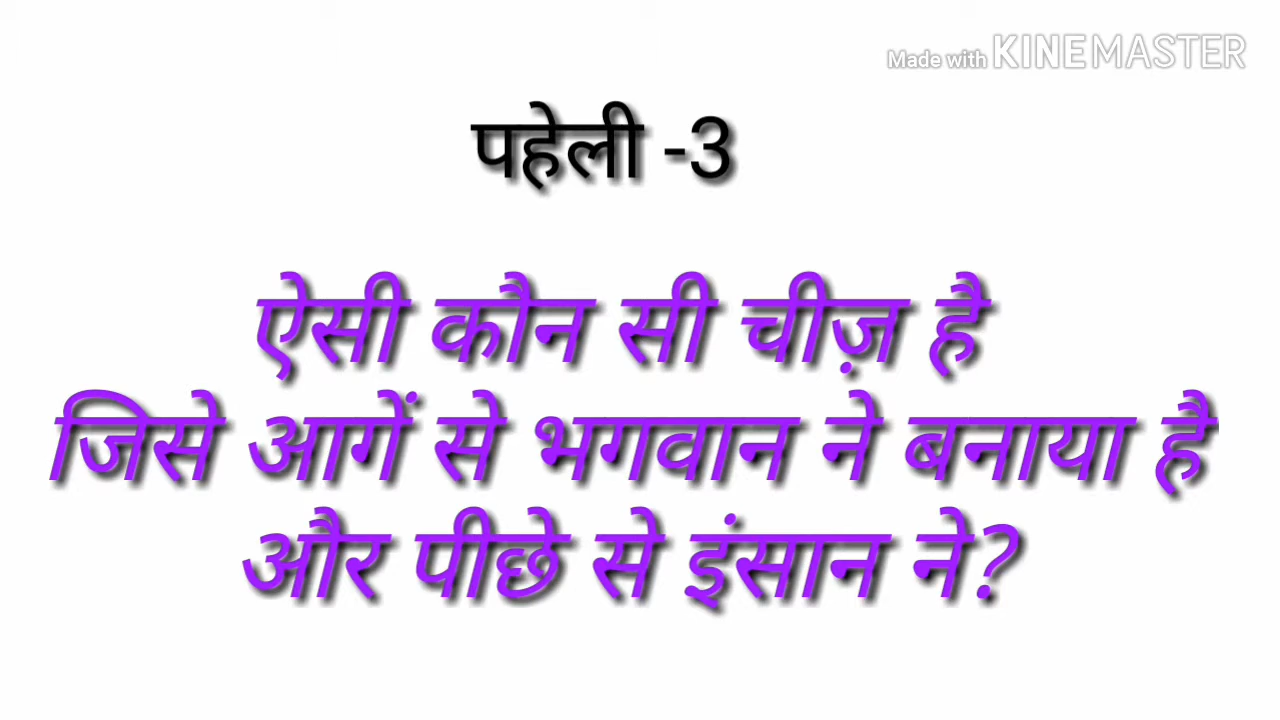 Made with KINEMASTER
पहेली -3
ऐसी कौन सी चीज़ है
जिसे आगें से भगवान ने बनाया है
और पीछे से इंसान ने?